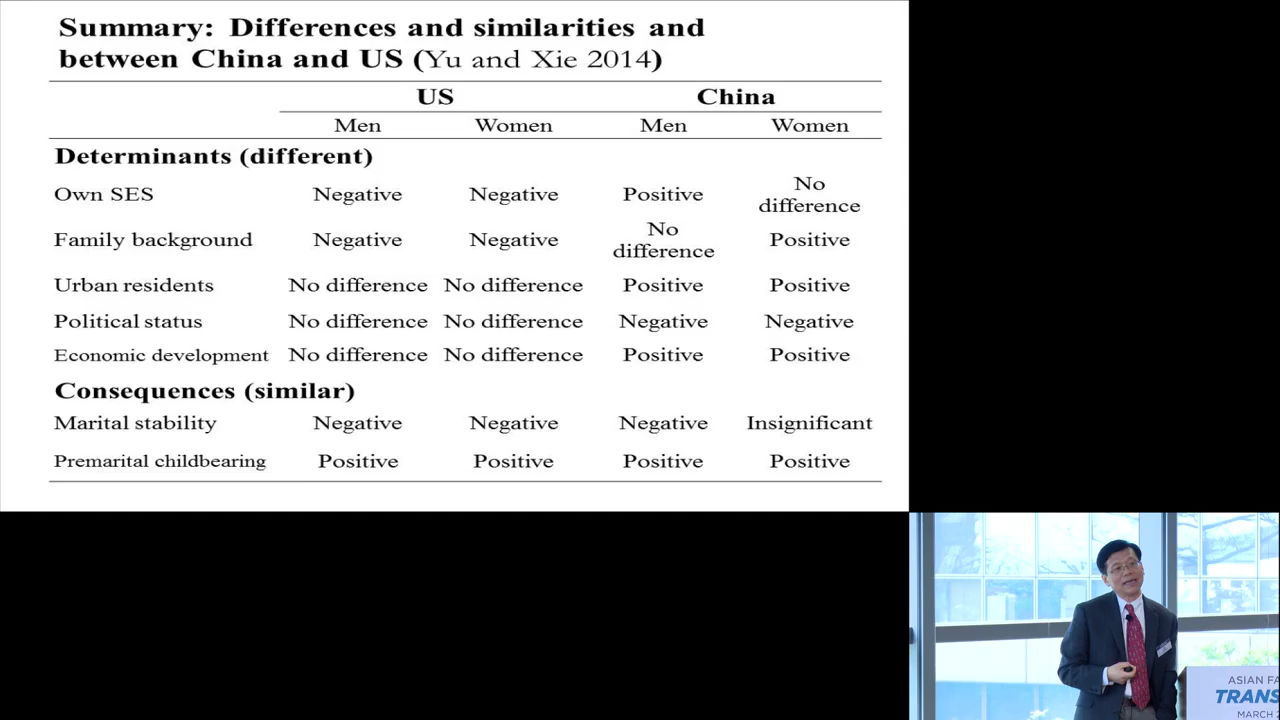 Summary: Differences and similarities and
between China and US (Yu and Xie 2014)
US China
Men Women Men Women
Determinants (different)
Own SES Negative Negative Positive No difference
Family background Negative Negative No difference Positive
Urban residents No difference No difference Positive Positive
Political status No difference No difference Negative Negative
Economic development No difference No difference Positive Positive
Consequences (similar)
Marital stability Negative Negative Negative Insignificant
Premarital childbearing Positive Positive Positive Positive
ASIAN FA
TRANS
MARCH 2